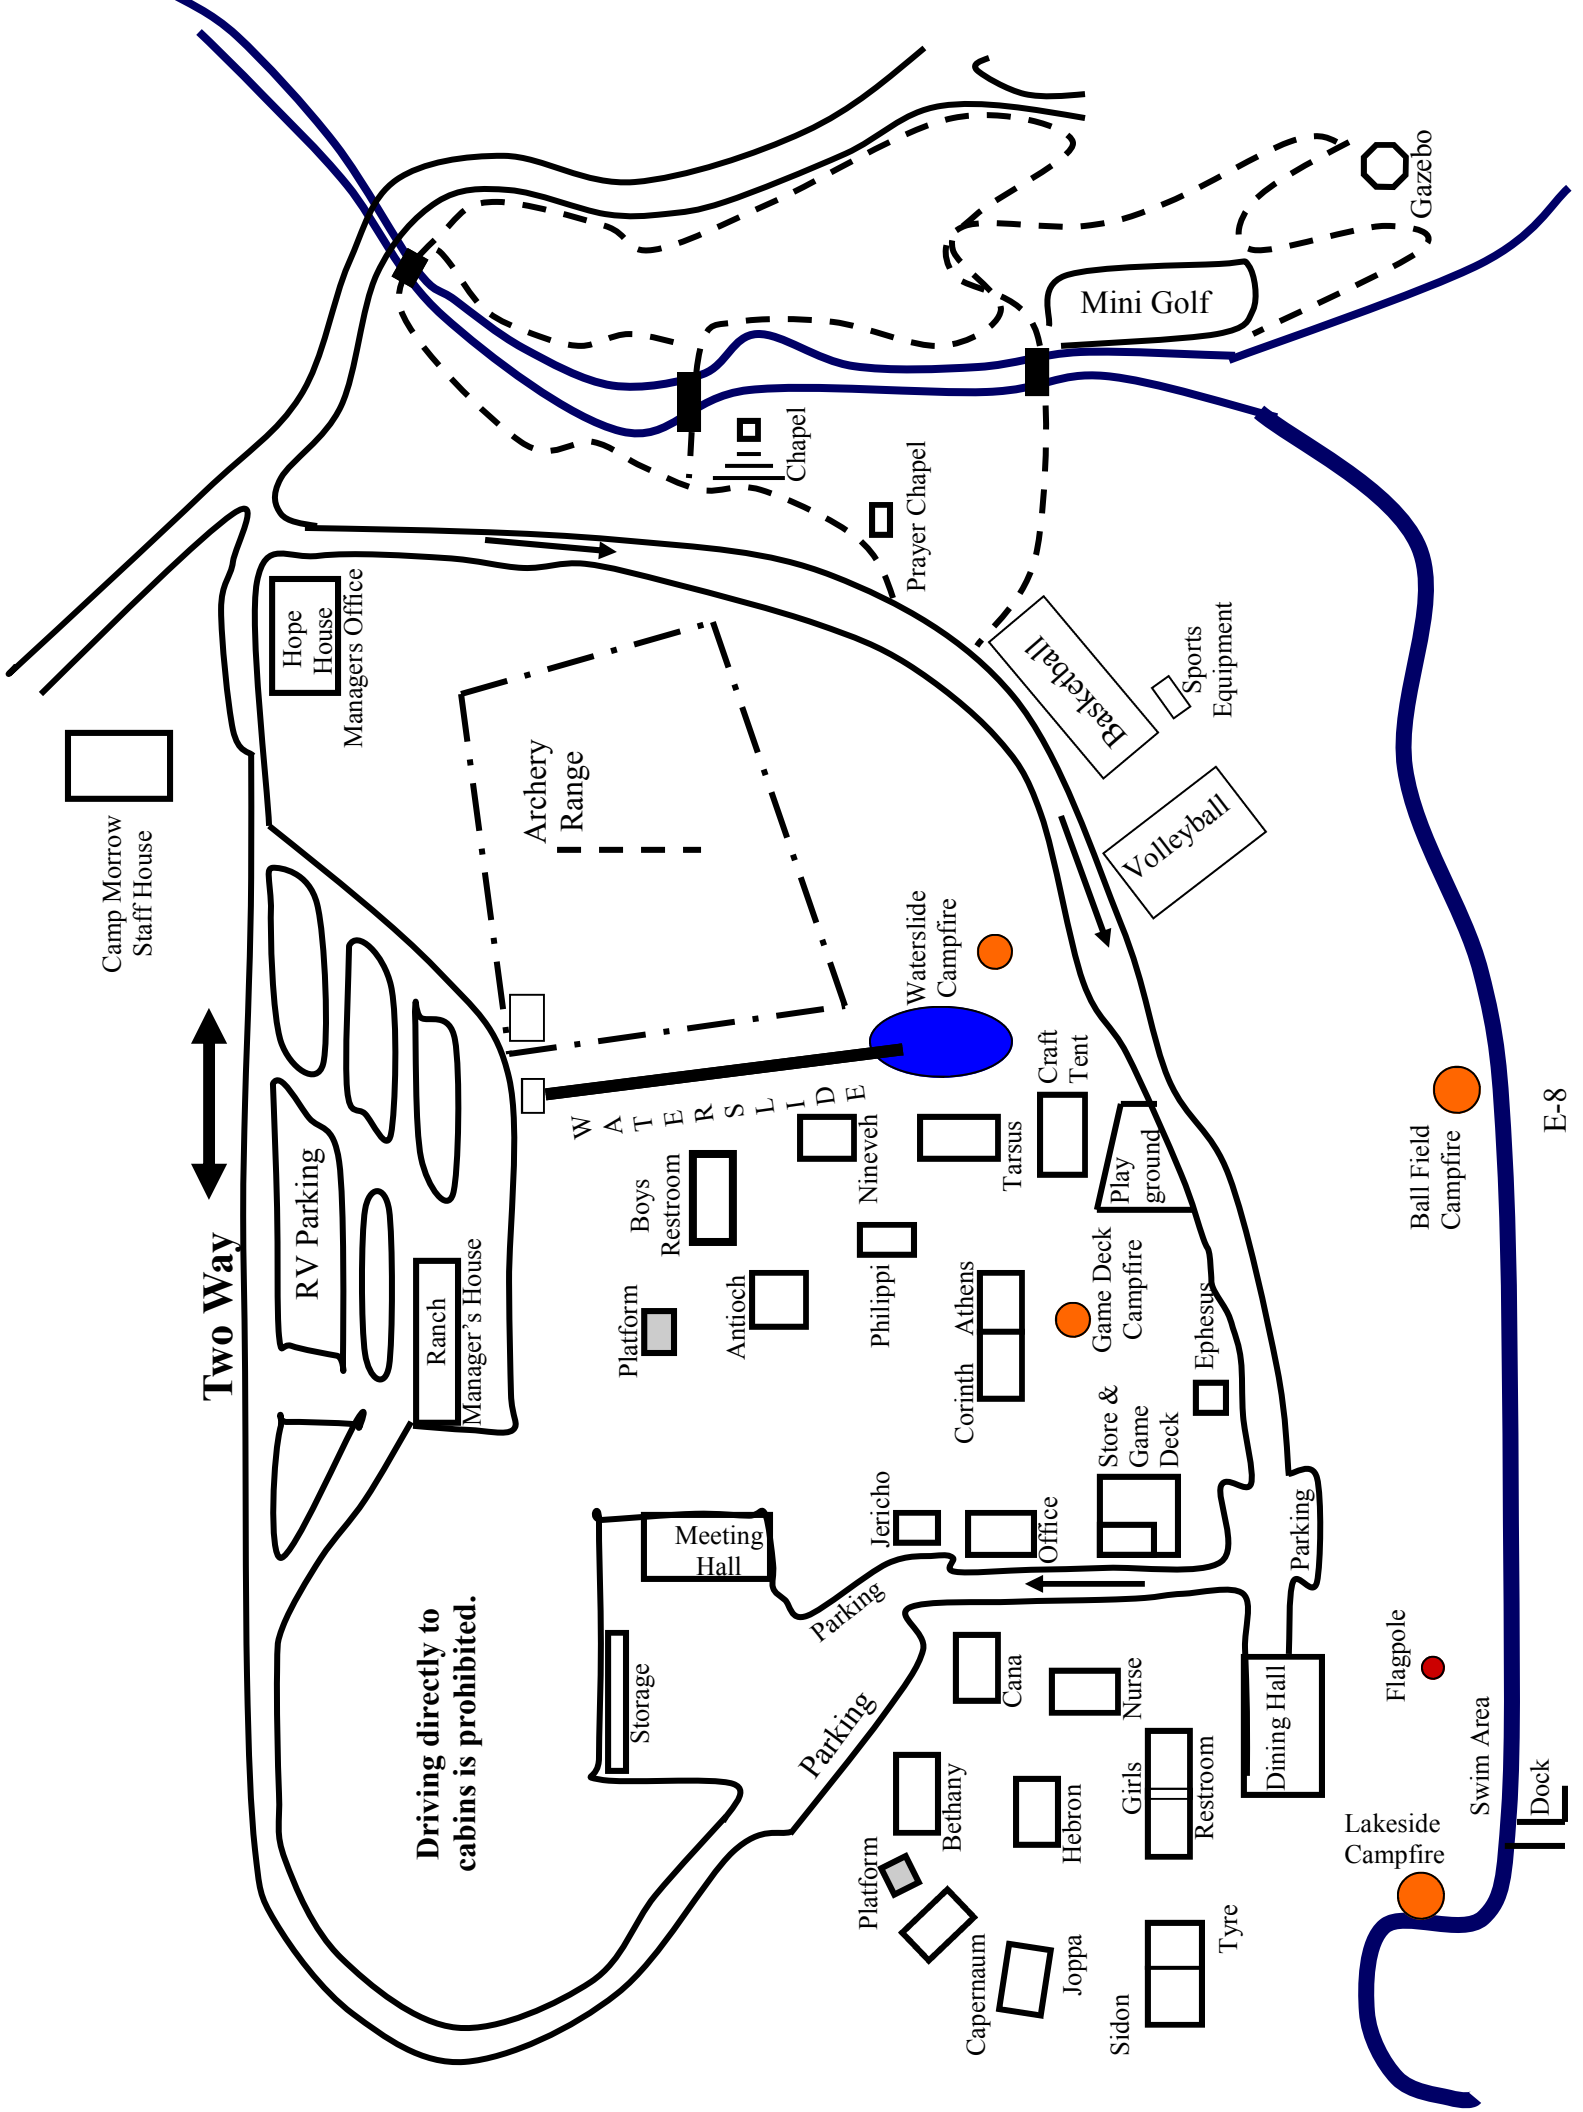 Camp Morrow
Staff House
Two Way
RV Parking
Hope
House
Managers Office
Ranch
Manager's House
Driving directly to
cabins is prohibited.
Archery
Range
WATERSLIDE
Boys
Restroom
Platform
Antioch
Nineveh
Philippi
Waterslide
Campfire
Tarsus
Craft
Tent
Play
ground
Athens
Corinth
Game Deck
Campfire
Ephesus
Store &
Game
Deck
Jericho
Office
Meeting
Hall
Storage
Parking
Parking
Parking
Cana
Nurse
Bethany
Hebron
Girls
Restroom
Platform
Capernaum
Joppa
Sidon
Tyre
Dining Hall
Flagpole
Lakeside
Campfire
Swim Area
Dock
Ball Field
Campfire
Chapel
Prayer Chapel
Mini Golf
Gazebo
Basketball
Sports
Equipment
Volleyball
E-8